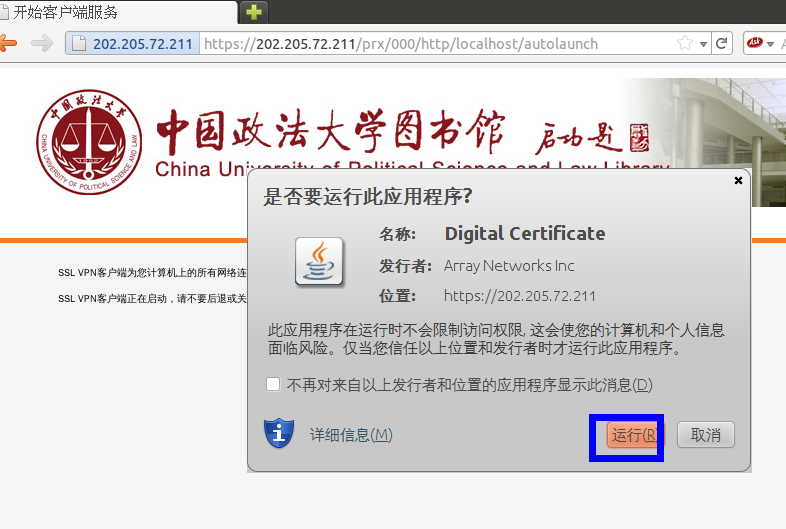 开始客户端服务
202.205.72.211 https://202.205.72.211/prx/000/http/localhost/autolaunch
中国政法大学
CHINA UNIVERSITY OF POLITICAL SCIENCE AND LAW
中国政法大学图书馆 启功题
China University of Political Science and Law Library
SSL VPN客户端为您计算机上的所有网络连
SSL VPN客户端正在启动，请不要后退或关
是否要运行此应用程序?
名称: Digital Certificate
发行者: Array Networks Inc
位置: https://202.205.72.211
此应用程序在运行时不会限制访问权限, 这会使您的计算机和个人信息
面临风险。仅当您信任以上位置和发行者时才运行此应用程序。
不再对来自以上发行者和位置的应用程序显示此消息(D)
详细信息(M)
运行(R
取消